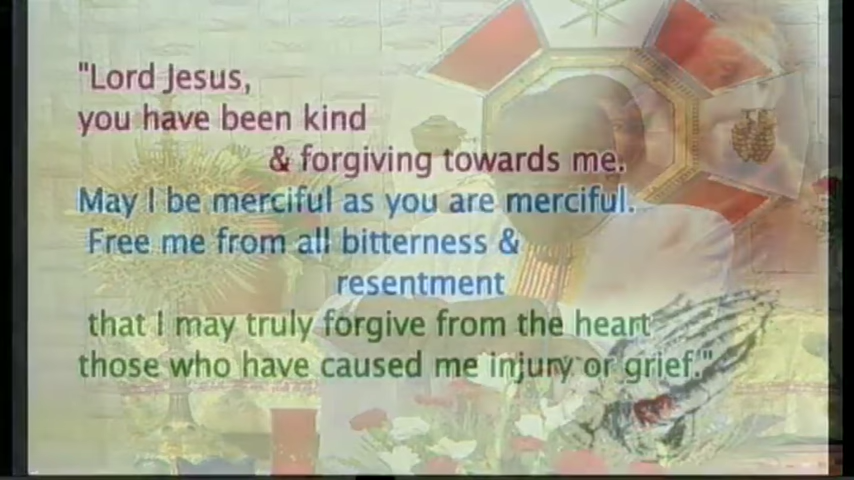 "Lord Jesus,
you have been kind
& forgiving towards me.
May I be merciful as you are merciful.
Free me from all bitterness &
resentment
that I may truly forgive from the heart
those who have caused me injury or grief."